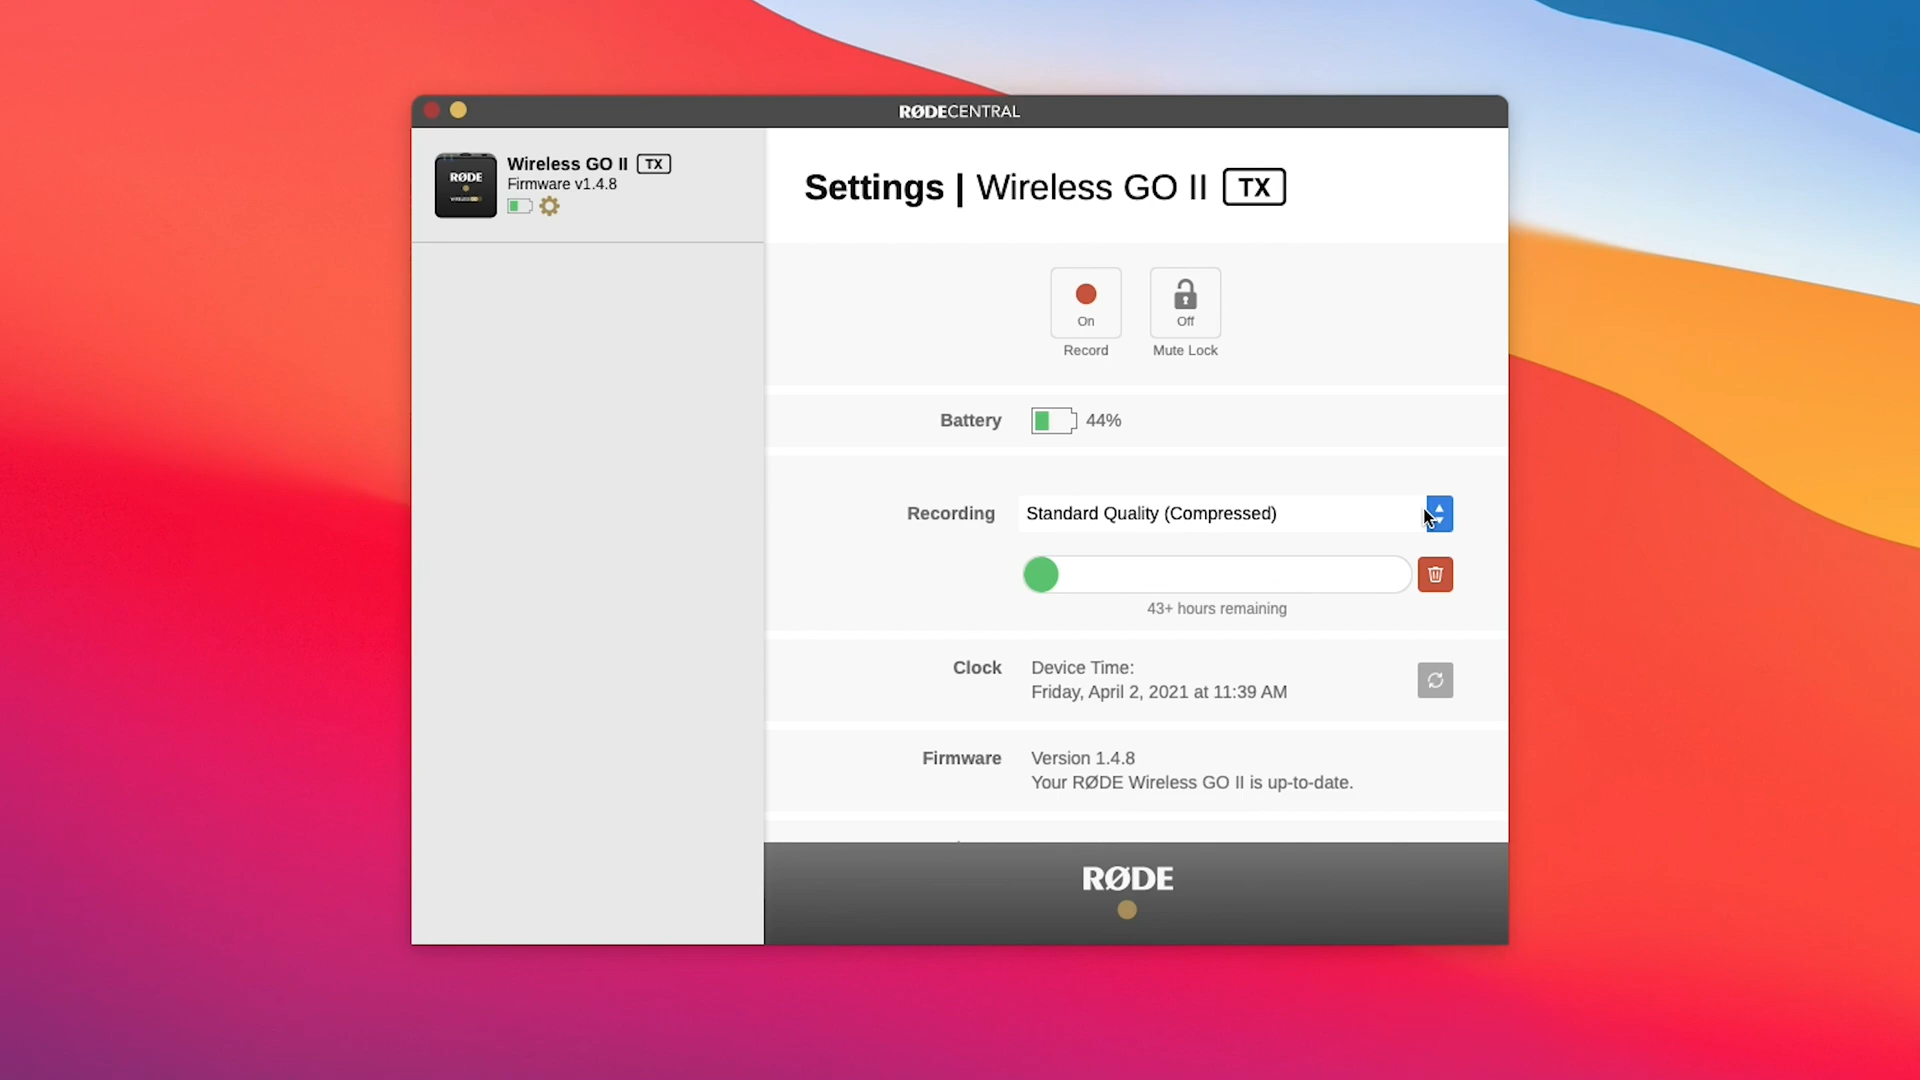 RØDECENTRAL
Wireless GO II TX
Firmware v1.4.8
RØDE
Settings | Wireless GO II TX
On
Off
Record
Mute Lock
Battery 44%
Recording Standard Quality (Compressed)
43+ hours remaining
Clock Device Time:
Friday, April 2, 2021 at 11:39 AM
Firmware Version 1.4.8
Your RØDE Wireless GO II is up-to-date.
RØDE